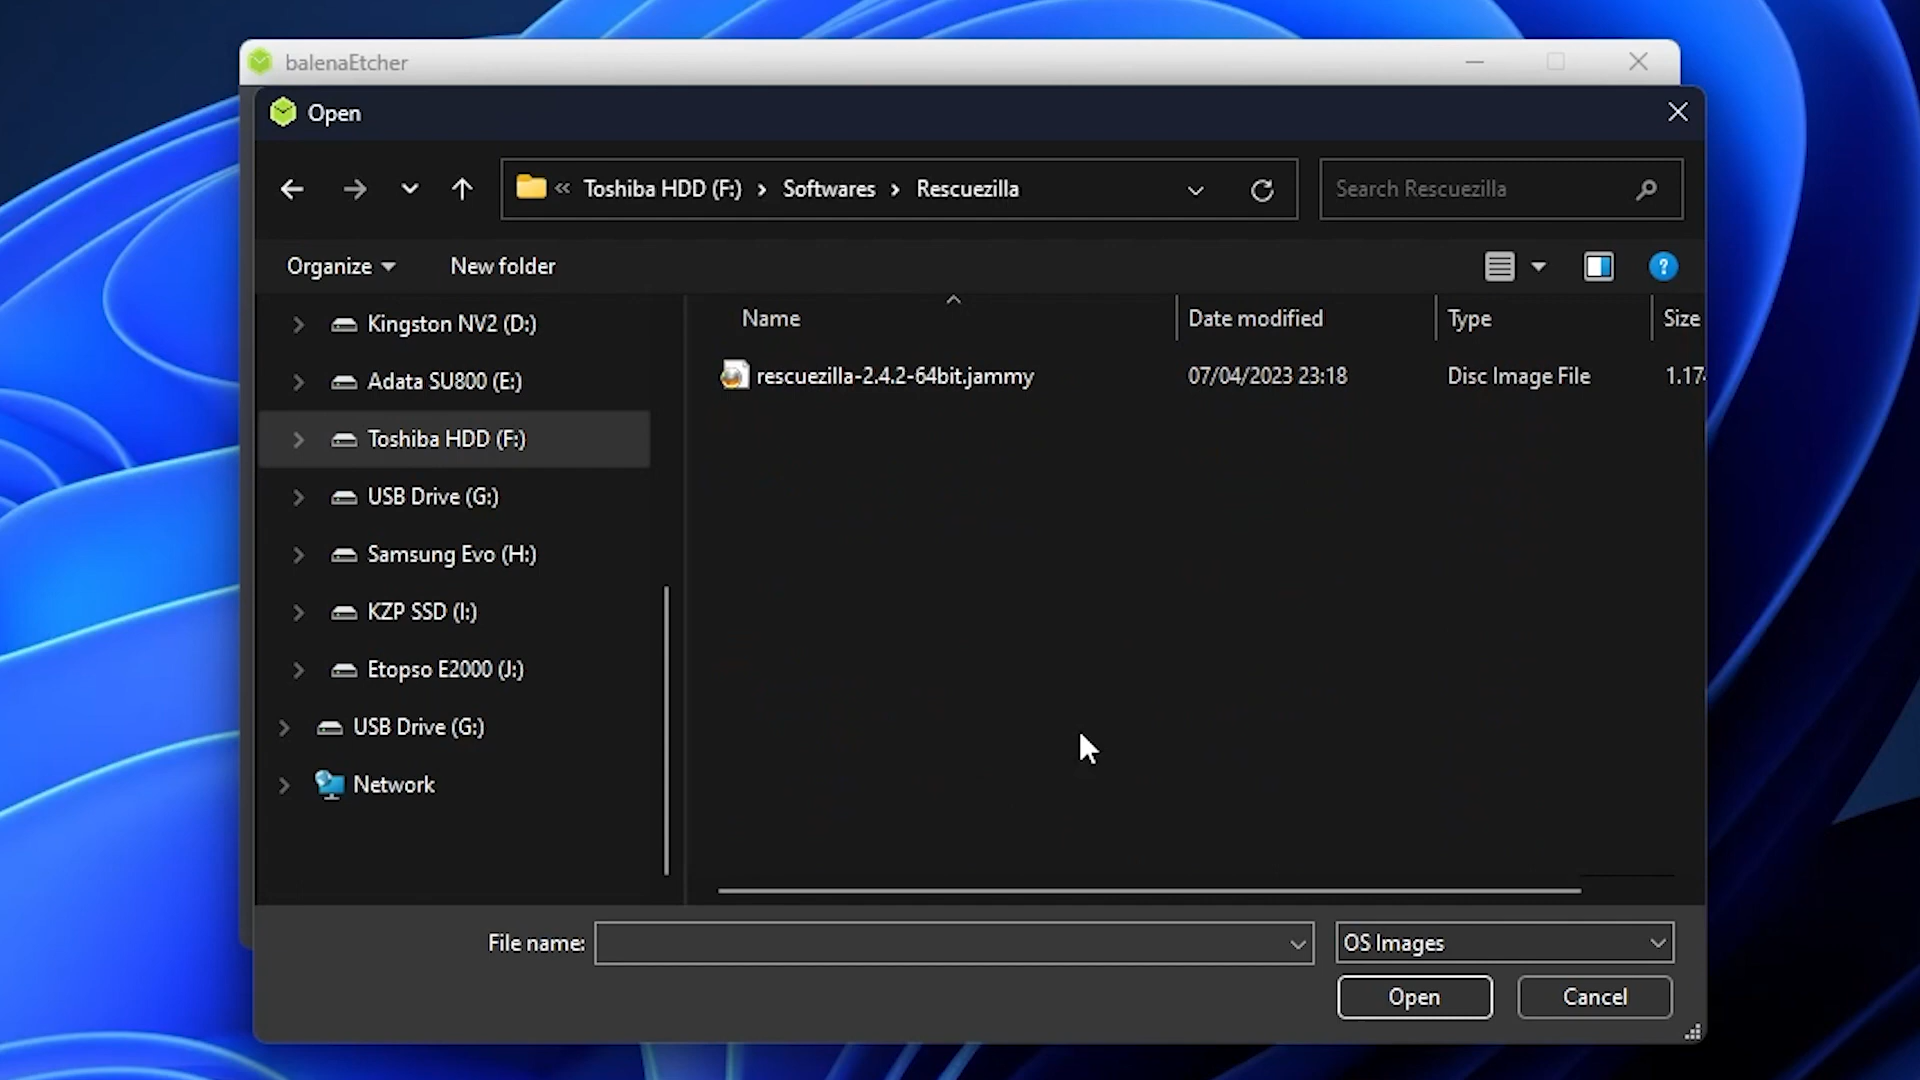 balenaEtcher
Open
« Toshiba HDD (F:) › Softwares › Rescuezilla
Search Rescuezilla
Organize
New folder
?
Name
Date modified
Type
Size
Kingston NV2 (D:)
Adata SU800 (E:)
Toshiba HDD (F:)
USB Drive (G:)
Samsung Evo (H:)
KZP SSD (I:)
Etopso E2000 (J:)
USB Drive (G:)
Network
rescuezilla-2.4.2-64bit.jammy
07/04/2023 23:18
Disc Image File
1.17
File name:
OS Images
Open
Cancel